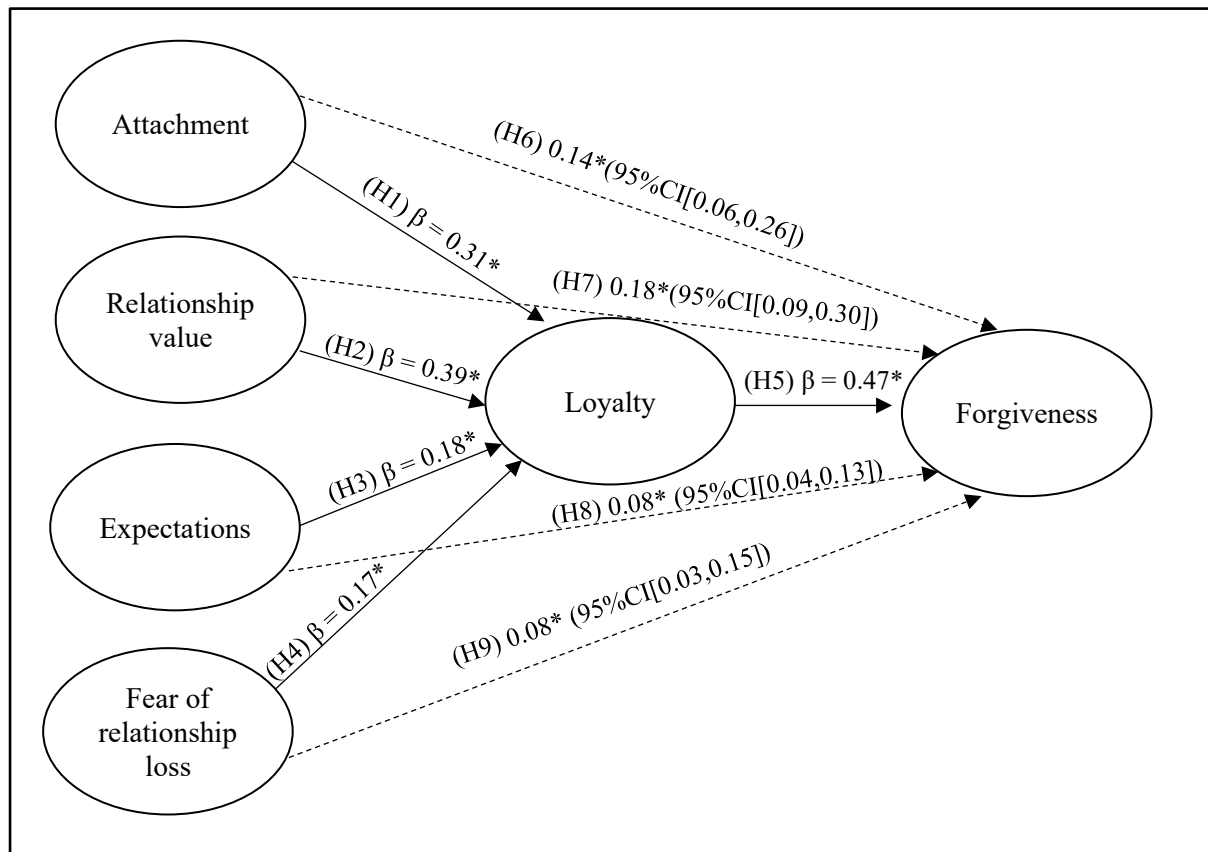 Attachment
(H6) 0.14*(95%CI[0.06,0.26])
(H1) β = 0.31*
Relationship
value
(H7) 0.18*(95%CI[0.09,0.30])
(H2) β = 0.39*
Loyalty
(H5) β = 0.47*
Forgiveness
(H3) β = 0.18*
Expectations
(H8) 0.08* (95%CI[0.04,0.13])
(H4) β = 0.17*
(H9) 0.08* (95%CI[0.03,0.15])
Fear of
relationship
loss